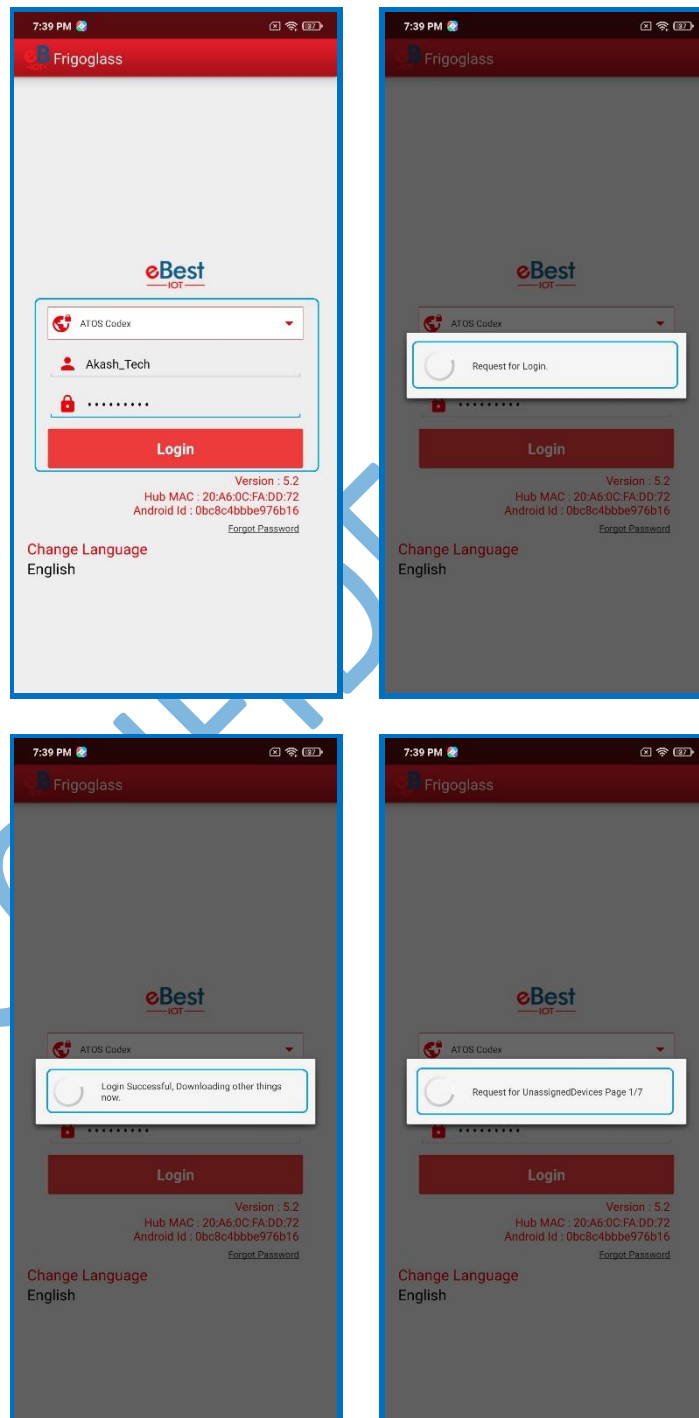 7:39 PM
37
Frigoglass
eBest
IOT
ATOS Codex
Akash_Tech
•••••••••
Login
Version : 5.2
Hub MAC : 20:A6:0C:FA:DD:72
Android Id : 0bc8c4bbbe976b16
Forgot Password
Change Language
English
7:39 PM
37
Frigoglass
eBest
IOT
ATOS Codex
Request for Login.
•••••••••
Login
Version : 5.2
Hub MAC : 20:A6:0C:FA:DD:72
Android Id : 0bc8c4bbbe976b16
Forgot Password
Change Language
English
7:39 PM
37
Frigoglass
eBest
IOT
ATOS Codex
Login Successful, Downloading other things
now.
•••••••••
Login
Version : 5.2
Hub MAC : 20:A6:0C:FA:DD:72
Android Id : 0bc8c4bbbe976b16
Forgot Password
Change Language
English
7:39 PM
37
Frigoglass
eBest
IOT
ATOS Codex
Request for UnassignedDevices Page 1/7
•••••••••
Login
Version : 5.2
Hub MAC : 20:A6:0C:FA:DD:72
Android Id : 0bc8c4bbbe976b16
Forgot Password
Change Language
English